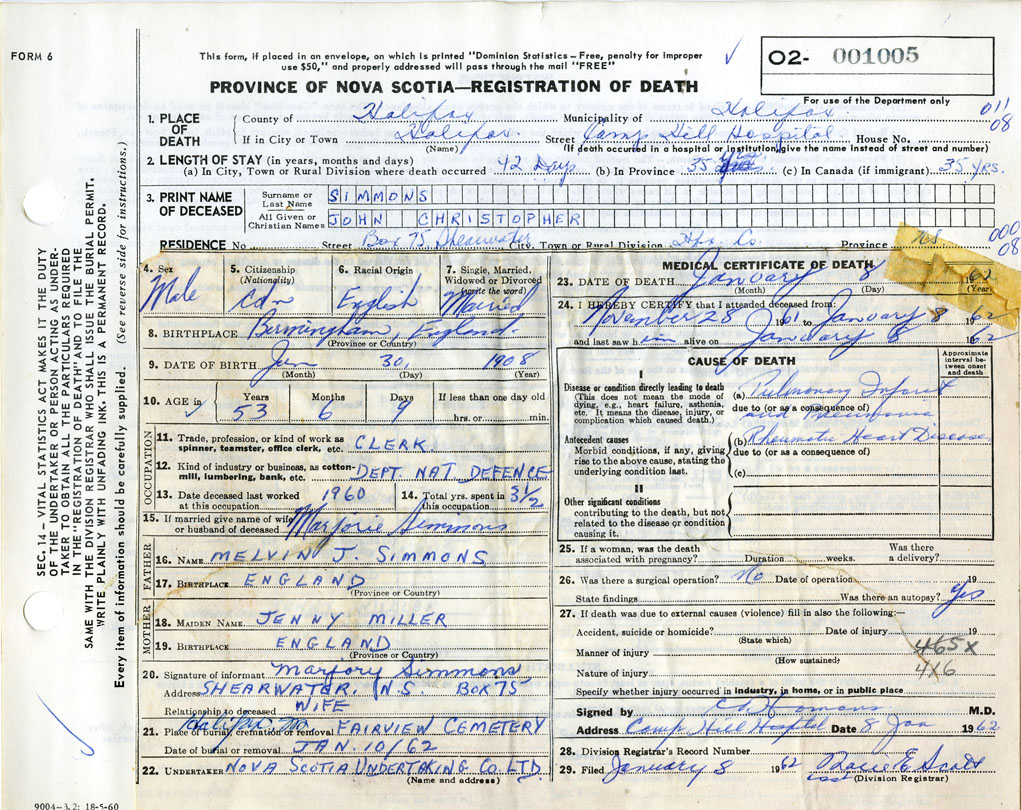 FORM 6
This form, if placed in an envelope, on which is printed "Dominion Statistics—Free, penalty for improper
use $50," and properly addressed will pass through the mail "FREE"
O2- 001005
For use of the Department only
PROVINCE OF NOVA SCOTIA—REGISTRATION OF DEATH
SEC. 14 – VITAL STATISTICS ACT MAKES IT THE DUTY
OF THE UNDERTAKER OR PERSON ACTING AS UNDER-
TAKER TO OBTAIN ALL THE PARTICULARS REQUIRED
IN THE "REGISTRATION OF DEATH" AND TO FILE THE
SAME WITH THE DIVISION REGISTRAR WHO SHALL ISSUE THE BURIAL PERMIT.
WRITE PLAINLY WITH UNFADING INK. THIS IS A PERMANENT RECORD.
Every item of information should be carefully supplied. (See reverse side for instructions.)
1. PLACE OF DEATH
County of Halifax Municipality of Halifax 011
If in City or Town Halifax Street Camp Hill Hospital House No. 08
(Name) (If death occurred in a hospital or institution, give the name instead of street and number)
2. LENGTH OF STAY (in years, months and days)
(a) In City, Town or Rural Division where death occurred 42 Days (b) In Province 35 yrs (c) In Canada (if immigrant) 35 yrs.
3. PRINT NAME OF DECEASED
Surname or Last Name SIMMONS
All Given or Christian Names JOHN CHRISTOPHER
RESIDENCE No. Street Box 75 Shearwater City, Town or Rural Division Hfx Co. Province N.S. 000
08
4. Sex Male
5. Citizenship (Nationality) Cdn
6. Racial Origin English
7. Single, Married, Widowed or Divorced (write the word) Married
8. BIRTHPLACE Birmingham, England
(Province or Country)
9. DATE OF BIRTH Jun 30, 1908
(Month) (Day) (Year)
10. AGE in Years 53 Months 6 Days 9 If less than one day old hrs. or min.
OCCUPATION
11. Trade, profession, or kind of work as
spinner, teamster, office clerk, etc. CLERK
12. Kind of industry or business, as cotton-
mill, lumbering, bank, etc. DEPT. NAT. DEFENCE
13. Date deceased last worked
at this occupation 1960
14. Total yrs. spent in
this occupation 3½
15. If married give name of wife
or husband of deceased Marjorie Simmons
FATHER
16. NAME MELVIN J. SIMMONS
17. BIRTHPLACE ENGLAND
(Province or Country)
MOTHER
18. MAIDEN NAME JENNY MILLER
19. BIRTHPLACE ENGLAND
(Province or Country)
20. Signature of informant Marjory Simmons
Address SHEARWATER, N.S. BOX 75
Relationship to deceased WIFE
21. Place of burial, cremation or removal FAIRVIEW CEMETERY
Date of burial or removal JAN. 10/62
22. UNDERTAKER NOVA SCOTIA UNDERTAKING CO. LTD.
(Name and address)
9004–3.2: 18-5-60
MEDICAL CERTIFICATE OF DEATH
23. DATE OF DEATH January 8 1962
(Month) (Day) (Year)
24. I HEREBY CERTIFY that I attended deceased from:
November 28 1961 to January 8 1962
and last saw him alive on January 8 1962
CAUSE OF DEATH
Approximate interval between onset and death
I
Disease or condition directly leading to death
(This does not mean the mode of
dying, e.g., heart failure, asthenia,
etc. It means the disease, injury, or
complication which caused death.)
(a) Pulmonary Infarct
due to (or as a consequence of)
and Pneumonia
Antecedent causes
Morbid conditions, if any, giving
rise to the above cause, stating the
underlying condition last.
(b) Rheumatic Heart Disease
due to (or as a consequence of)
(c)
II
Other significant conditions
contributing to the death, but not
related to the disease or condition
causing it.
25. If a woman, was the death
associated with pregnancy? Duration weeks. Was there
a delivery?
26. Was there a surgical operation? No Date of operation 19
State findings Was there an autopsy? Yes
27. If death was due to external causes (violence) fill in also the following:—
Accident, suicide or homicide? Date of injury 19
(State which)
Manner of injury 465X
(How sustained)
Nature of injury 4X6
Specify whether injury occurred in industry, in home, or in public place
Signed by M.D.
Address Camp Hill Hospital Date 8 Jan 1962
28. Division Registrar's Record Number
29. Filed January 8 1962 E. Scott
(Division Registrar)